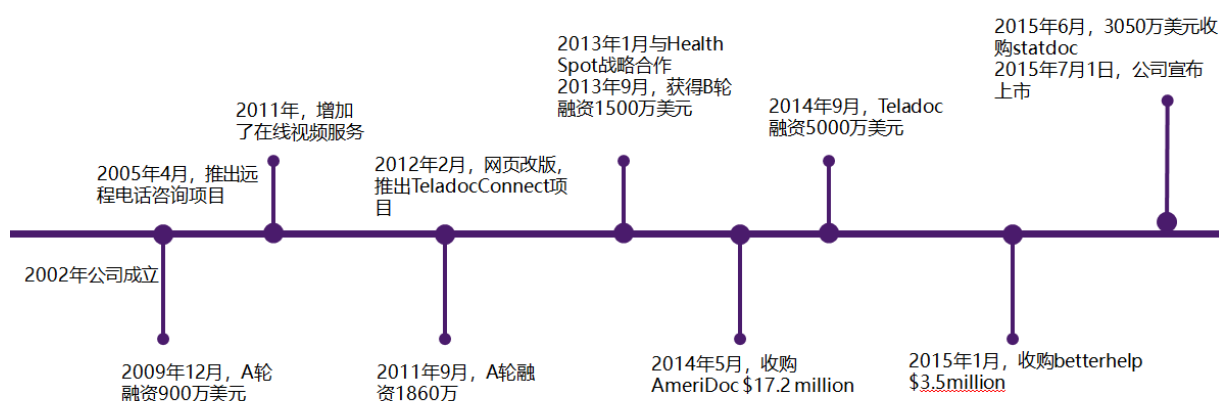 2002年公司成立
2005年4月，推出远
程电话咨询项目
2009年12月，A轮
融资900万美元
2011年，增加
了在线视频服务
2012年2月，网页改版，
推出TeladocConnect项
目
2011年9月，A轮融
资1860万
2013年1月与Health
Spot战略合作
2013年9月，获得B轮
融资1500万美元
2014年5月，收购
AmeriDoc $17.2 million
2014年9月，Teladoc
融资5000万美元
2015年1月，收购betterhelp
$3.5million
2015年6月，3050万美元收
购statdoc
2015年7月1日，公司宣布
上市